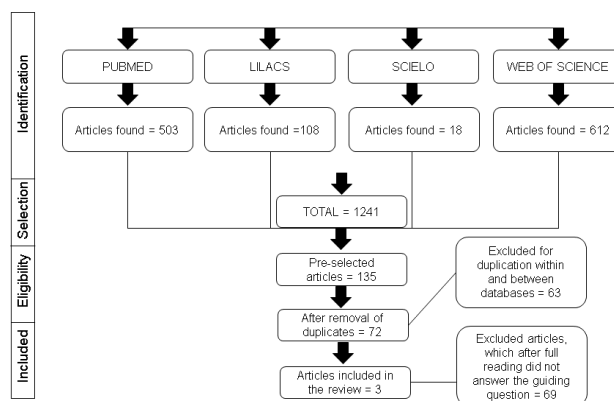 Identification
PUBMED
LILACS
SCIELO
WEB OF SCIENCE
Articles found = 503
Articles found =108
Articles found = 18
Articles found = 612
Selection
TOTAL = 1241
Eligibility
Pre-selected
articles = 135
Excluded for
duplication within
and between
databases = 63
After removal of
duplicates = 72
Included
Articles included in
the review = 3
Excluded articles,
which after full
reading did not
answer the guiding
question = 69